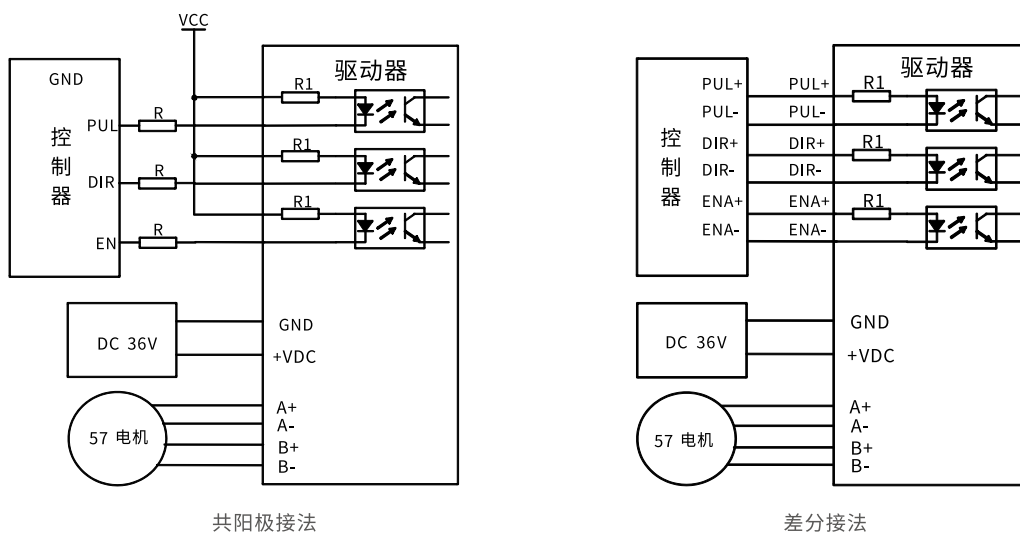 VCC
GND
控制器
PUL
DIR
EN
R
R
R
驱动器
R1
R1
R1
DC 36V
GND
+VDC
57 电机
A+
A-
B+
B-
共阳极接法
控制器
PUL+
PUL-
DIR+
DIR-
ENA+
ENA-
PUL+
PUL-
DIR+
DIR-
ENA+
ENA-
驱动器
R1
R1
R1
DC 36V
GND
+VDC
57 电机
A+
A-
B+
B-
差分接法